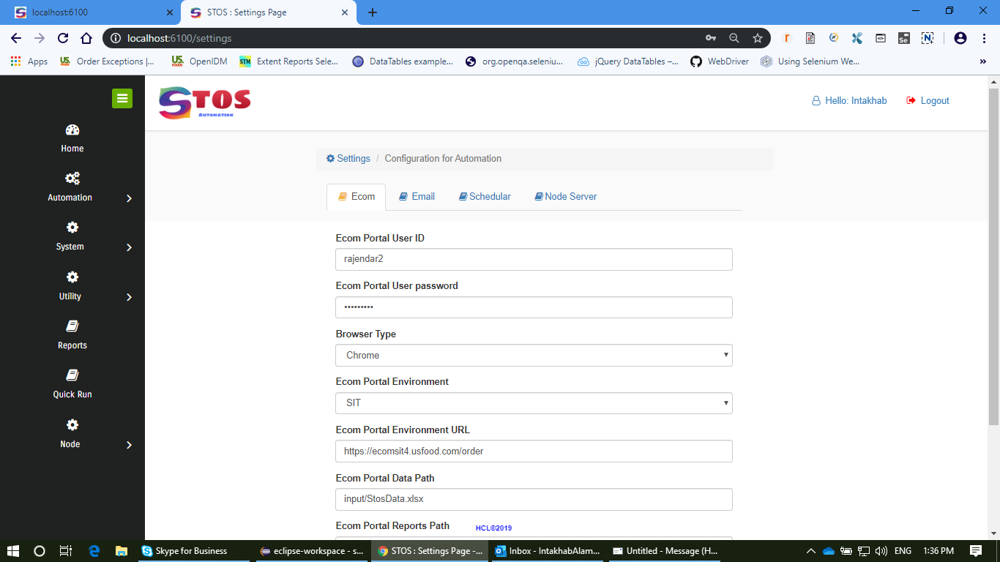 localhost:6100
STOS : Settings Page
localhost:6100/settings
Apps
Order Exceptions |...
OpenIDM
Extent Reports Sele...
DataTables example...
org.openqa.seleniu...
jQuery DataTables –...
WebDriver
Using Selenium We...
STOS
AUTOMATION
Hello: Intakhab
Logout
Home
Automation
System
Utility
Reports
Quick Run
Node
Settings / Configuration for Automation
Ecom
Email
Schedular
Node Server
Ecom Portal User ID
rajendar2
Ecom Portal User password
•••••••••
Browser Type
Chrome
Ecom Portal Environment
SIT
Ecom Portal Environment URL
https://ecomsit4.usfood.com/order
Ecom Portal Data Path
input/StosData.xlsx
Ecom Portal Reports Path
HCL©2019
Skype for Business
eclipse-workspace - s...
STOS : Settings Page -...
Inbox - IntakhabAlam...
Untitled - Message (H...
ENG
1:36 PM